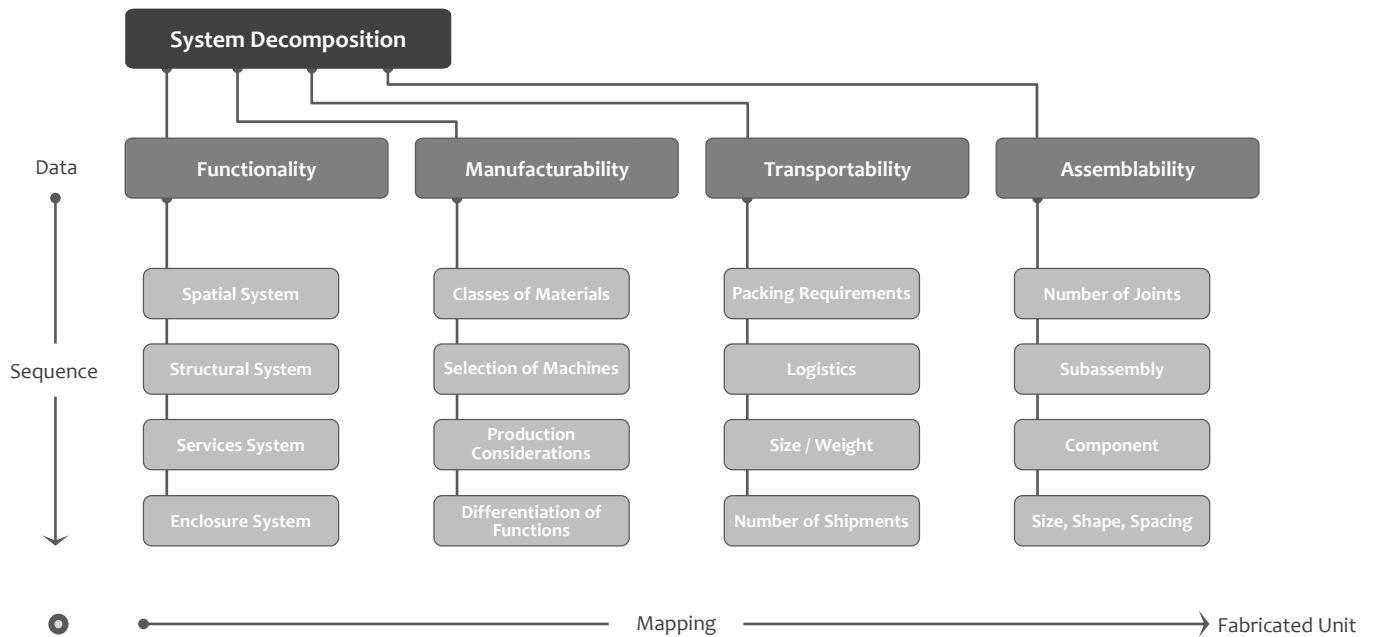 System Decomposition
Data
Functionality
Manufacturability
Transportability
Assemblability
Spatial System
Classes of Materials
Packing Requirements
Number of Joints
Sequence
Structural System
Selection of Machines
Logistics
Subassembly
Services System
Production
Considerations
Size / Weight
Component
Enclosure System
Differentiation of
Functions
Number of Shipments
Size, Shape, Spacing
Mapping
Fabricated Unit